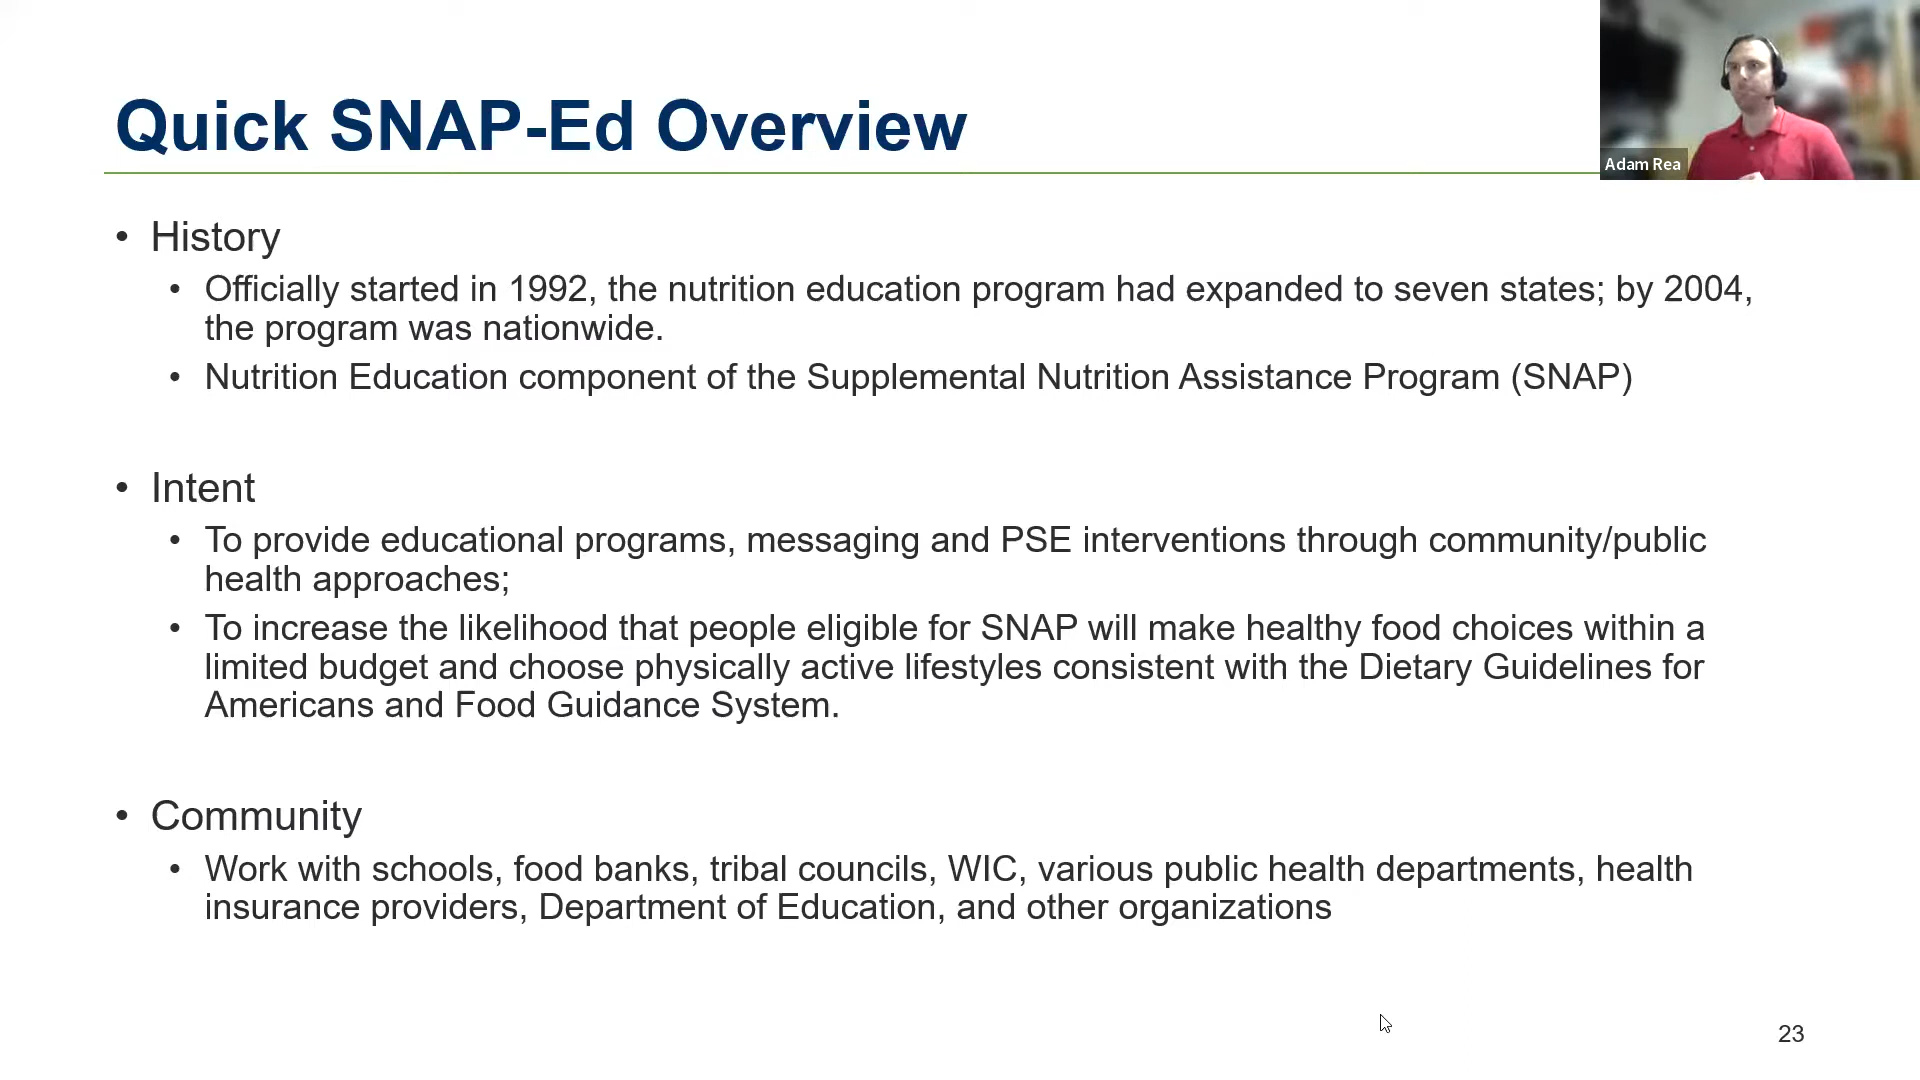 Quick SNAP-Ed Overview
Adam Rea
• History
• Officially started in 1992, the nutrition education program had expanded to seven states; by 2004,
the program was nationwide.
• Nutrition Education component of the Supplemental Nutrition Assistance Program (SNAP)
• Intent
• To provide educational programs, messaging and PSE interventions through community/public
health approaches;
• To increase the likelihood that people eligible for SNAP will make healthy food choices within a
limited budget and choose physically active lifestyles consistent with the Dietary Guidelines for
Americans and Food Guidance System.
• Community
• Work with schools, food banks, tribal councils, WIC, various public health departments, health
insurance providers, Department of Education, and other organizations
23